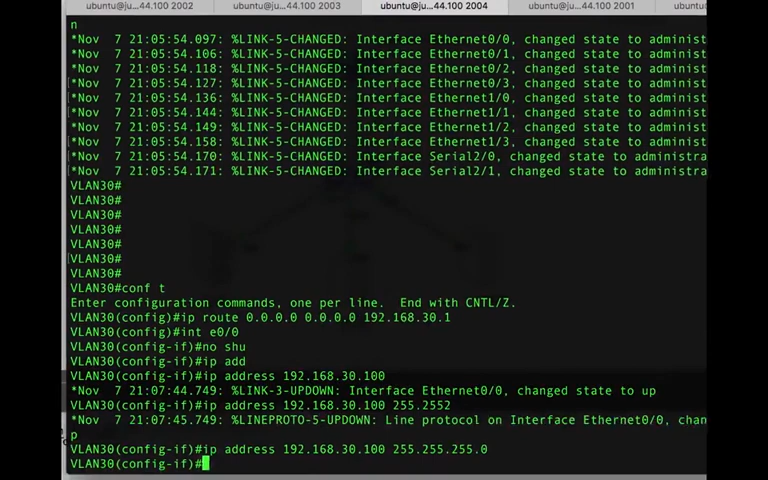 ubuntu@ju...44.100 2002 ubuntu@ju...44.100 2003 ubuntu@ju...44.100 2004 ubuntu@ju...44.100 2001 ubuntu
n
*Nov  7 21:05:54.097: %LINK-5-CHANGED: Interface Ethernet0/0, changed state to administ
*Nov  7 21:05:54.106: %LINK-5-CHANGED: Interface Ethernet0/1, changed state to administ
*Nov  7 21:05:54.118: %LINK-5-CHANGED: Interface Ethernet0/2, changed state to administ
*Nov  7 21:05:54.127: %LINK-5-CHANGED: Interface Ethernet0/3, changed state to administ
*Nov  7 21:05:54.136: %LINK-5-CHANGED: Interface Ethernet1/0, changed state to administ
*Nov  7 21:05:54.144: %LINK-5-CHANGED: Interface Ethernet1/1, changed state to administ
*Nov  7 21:05:54.149: %LINK-5-CHANGED: Interface Ethernet1/2, changed state to administ
*Nov  7 21:05:54.158: %LINK-5-CHANGED: Interface Ethernet1/3, changed state to administ
*Nov  7 21:05:54.170: %LINK-5-CHANGED: Interface Serial2/0, changed state to administra
*Nov  7 21:05:54.171: %LINK-5-CHANGED: Interface Serial2/1, changed state to administra
VLAN30#
VLAN30#
VLAN30#
VLAN30#
VLAN30#
VLAN30#
VLAN30#
VLAN30#conf t
Enter configuration commands, one per line.  End with CNTL/Z.
VLAN30(config)#ip route 0.0.0.0 0.0.0.0 192.168.30.1
VLAN30(config)#int e0/0
VLAN30(config-if)#no shu
VLAN30(config-if)#ip add
VLAN30(config-if)#ip address 192.168.30.100
*Nov  7 21:07:44.749: %LINK-3-UPDOWN: Interface Ethernet0/0, changed state to up
VLAN30(config-if)#ip address 192.168.30.100 255.2552
*Nov  7 21:07:45.749: %LINEPROTO-5-UPDOWN: Line protocol on Interface Ethernet0/0, chan
p
VLAN30(config-if)#ip address 192.168.30.100 255.255.255.0
VLAN30(config-if)#